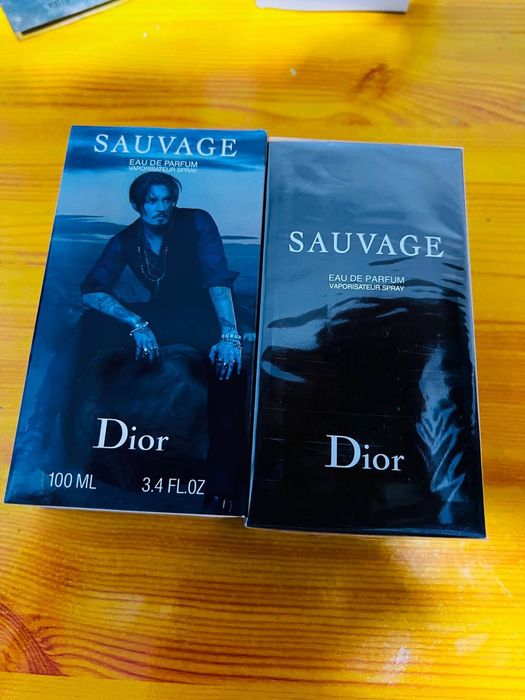 SAUVAGE
EAU DE PARFUM
VAPORISATEUR SPRAY
Dior
100 ML 3.4 FL.OZ
SAUVAGE
EAU DE PARFUM
VAPORISATEUR SPRAY
Dior